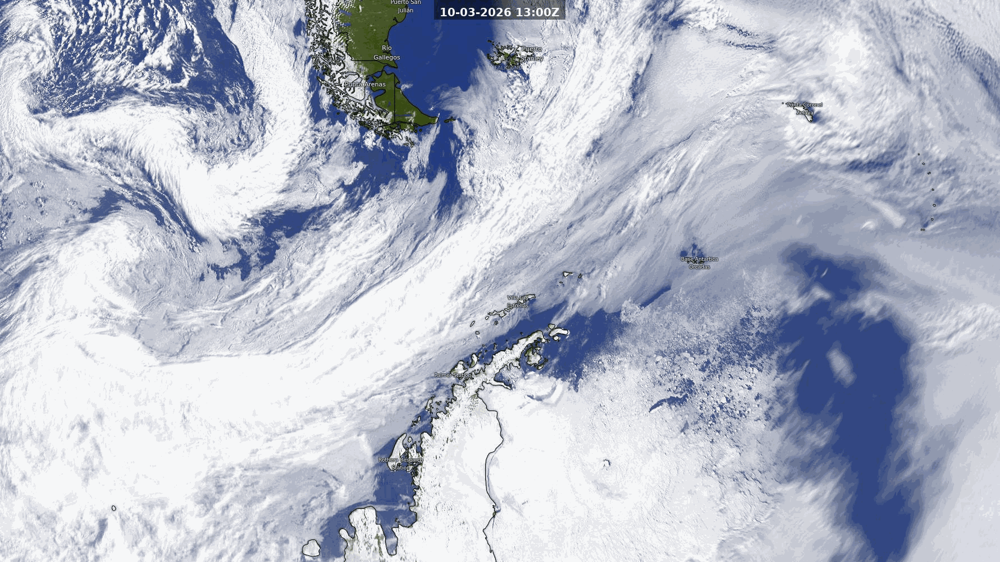 Puerto San
Julián
10-03-2026 13:00Z
Río
Gallegos
Puerto
Stanley
FALKLAND
Punta Arenas
Punta Coronel
Zelaya
Base Antartica
Orcadas
Villa Las
Estrellas
Palmer Station
Rothera Research
Station